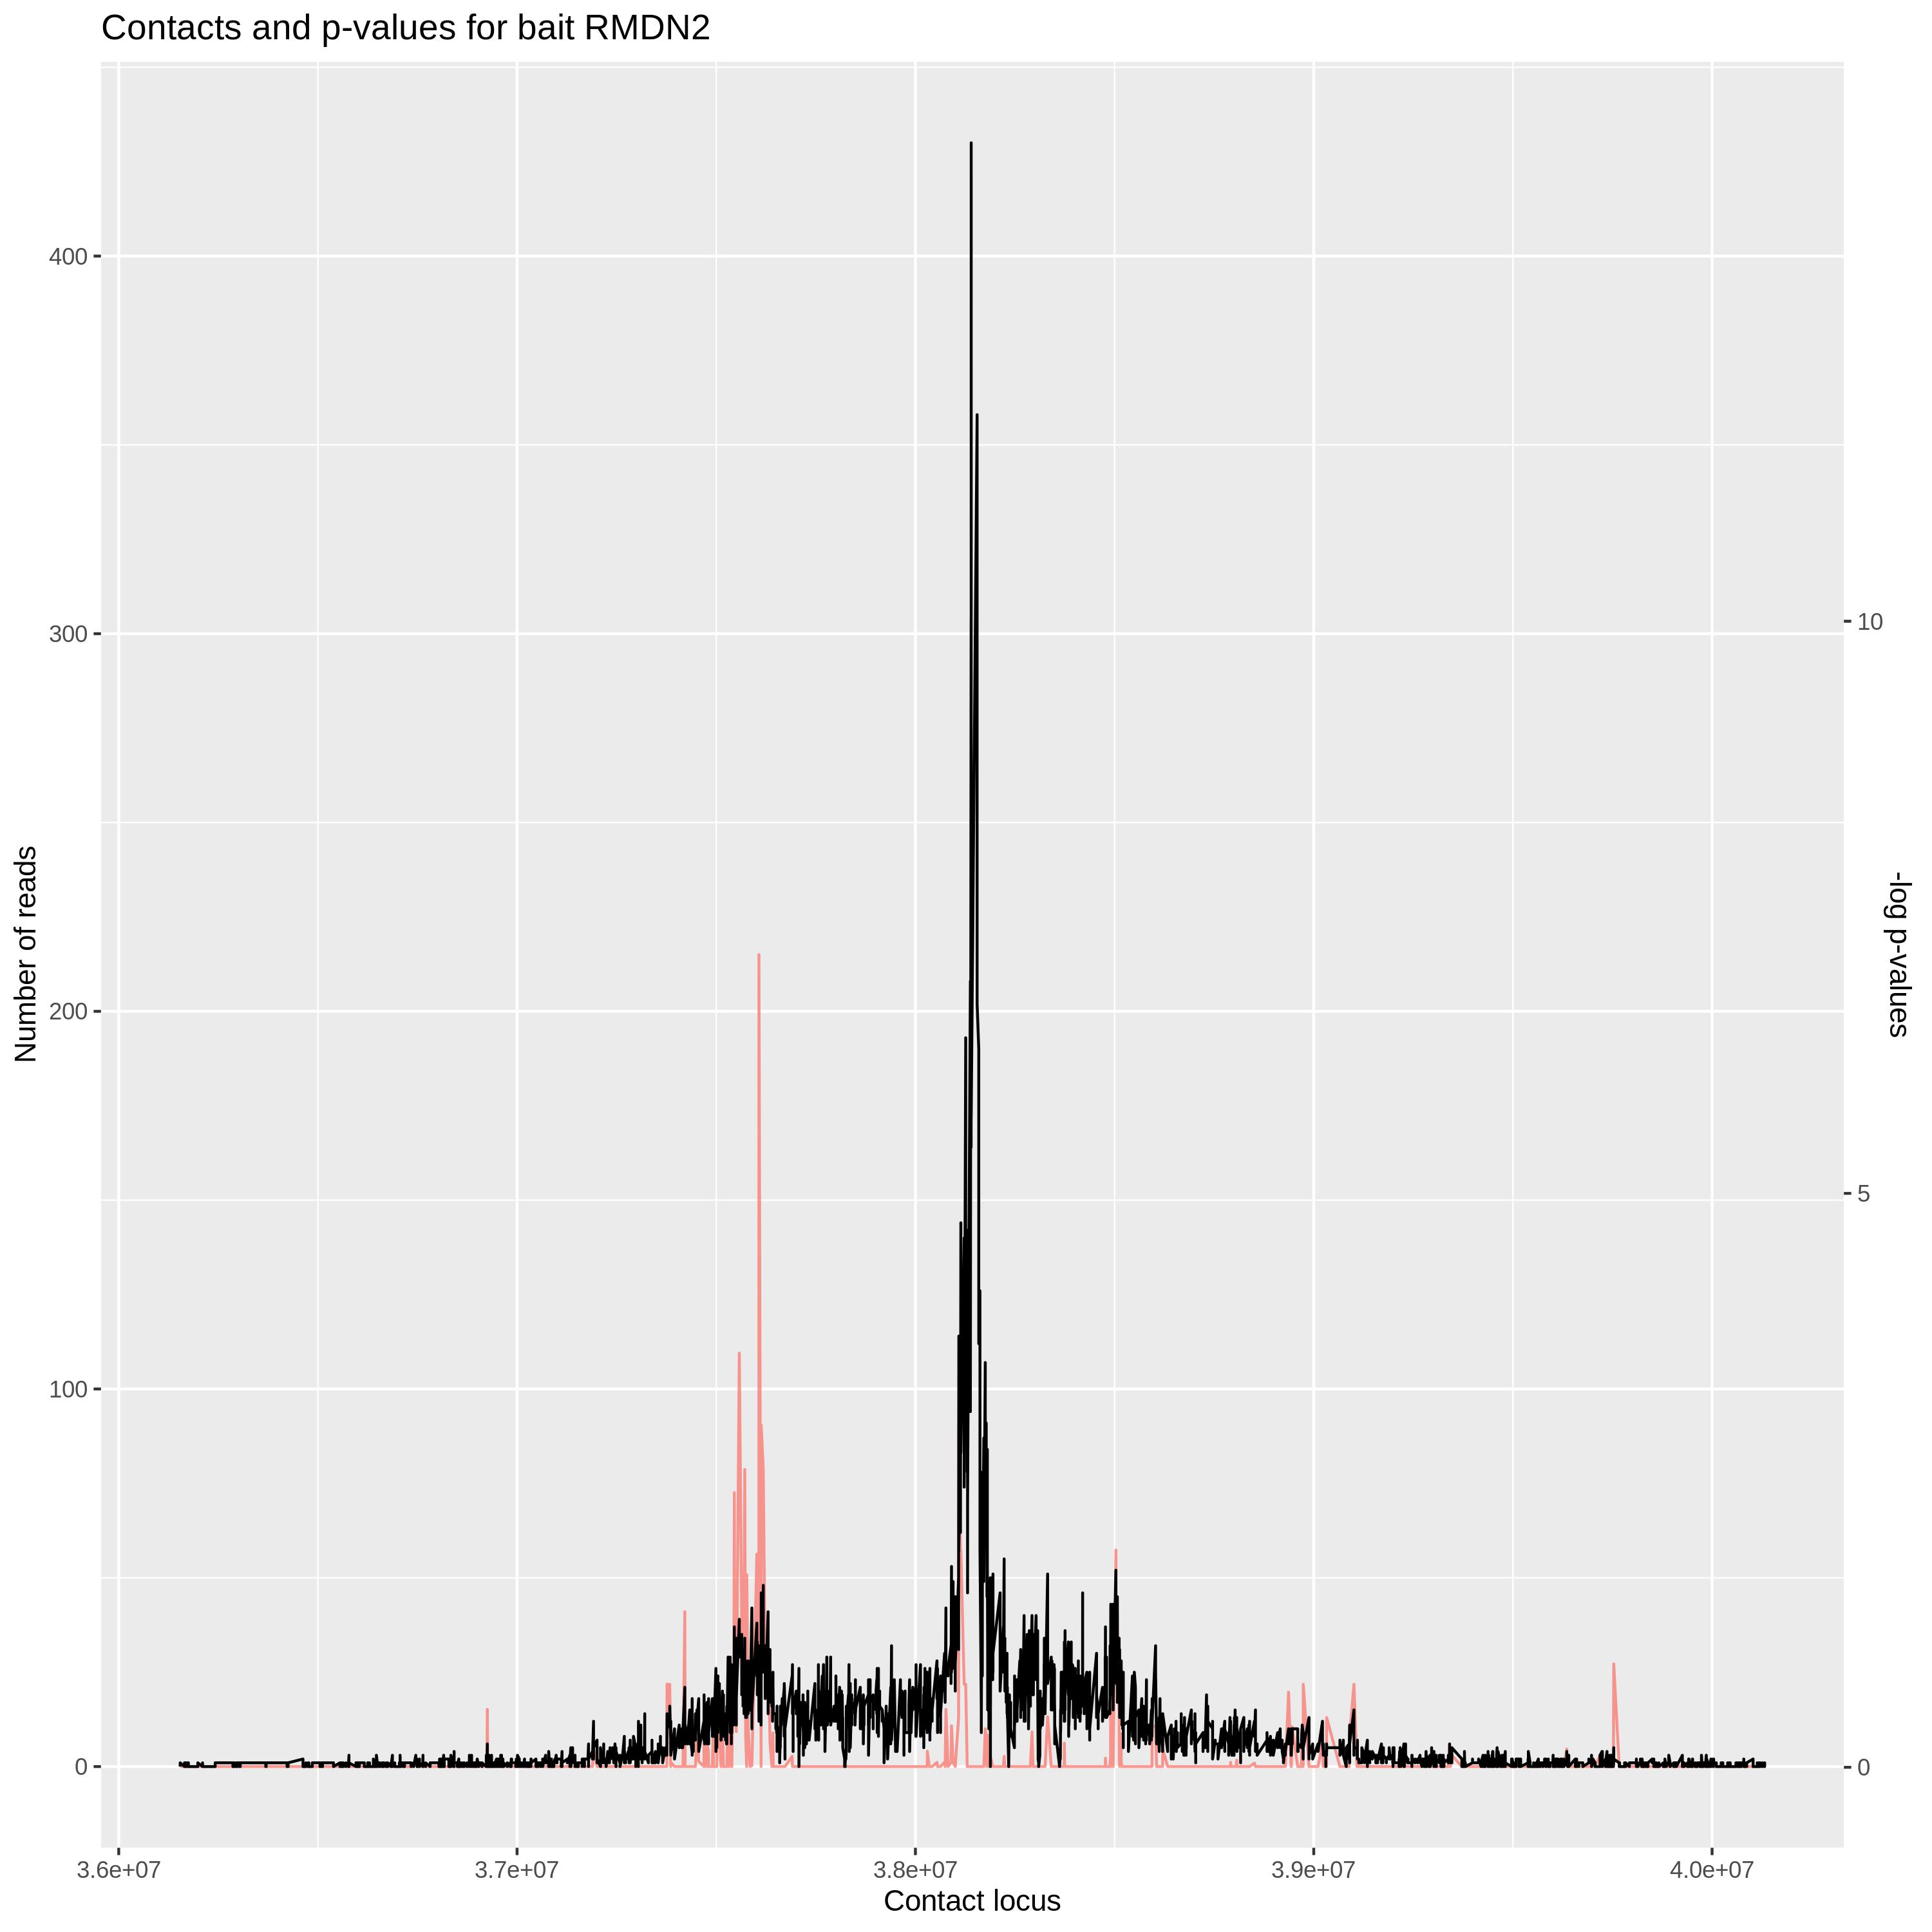 Contacts and p-values for bait RMDN2
400
300
200
100
0
Number of reads
10
5
0
-log p-values
3.6e+07 3.7e+07 3.8e+07 3.9e+07 4.0e+07
Contact locus